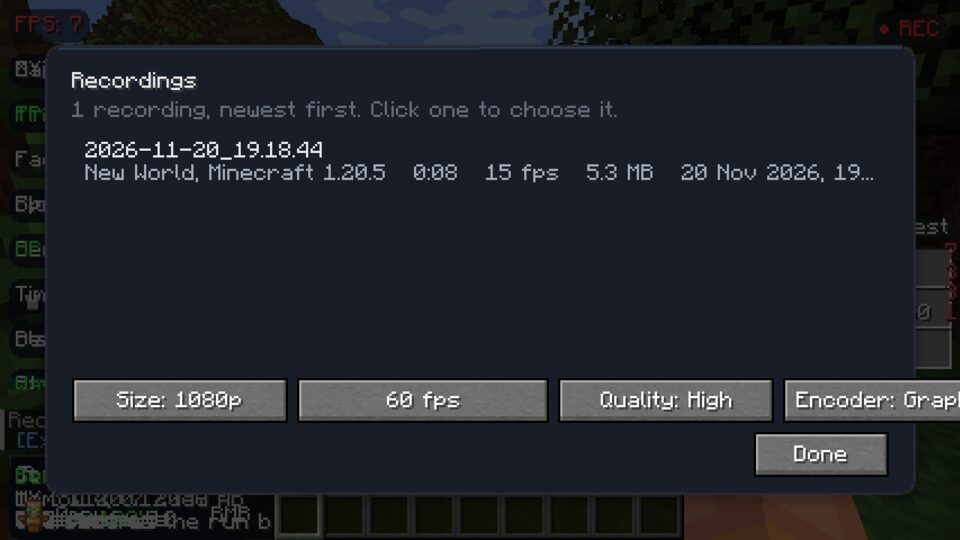 FPS: 7
REC
Recordings
1 recording, newest first. Click one to choose it.
2026-11-20_19.18.44
New World, Minecraft 1.20.5 0:08 15 fps 5.3 MB 20 Nov 2026, 19...
Size: 1080p
60 fps
Quality: High
Encoder: Grap
Done
the run b